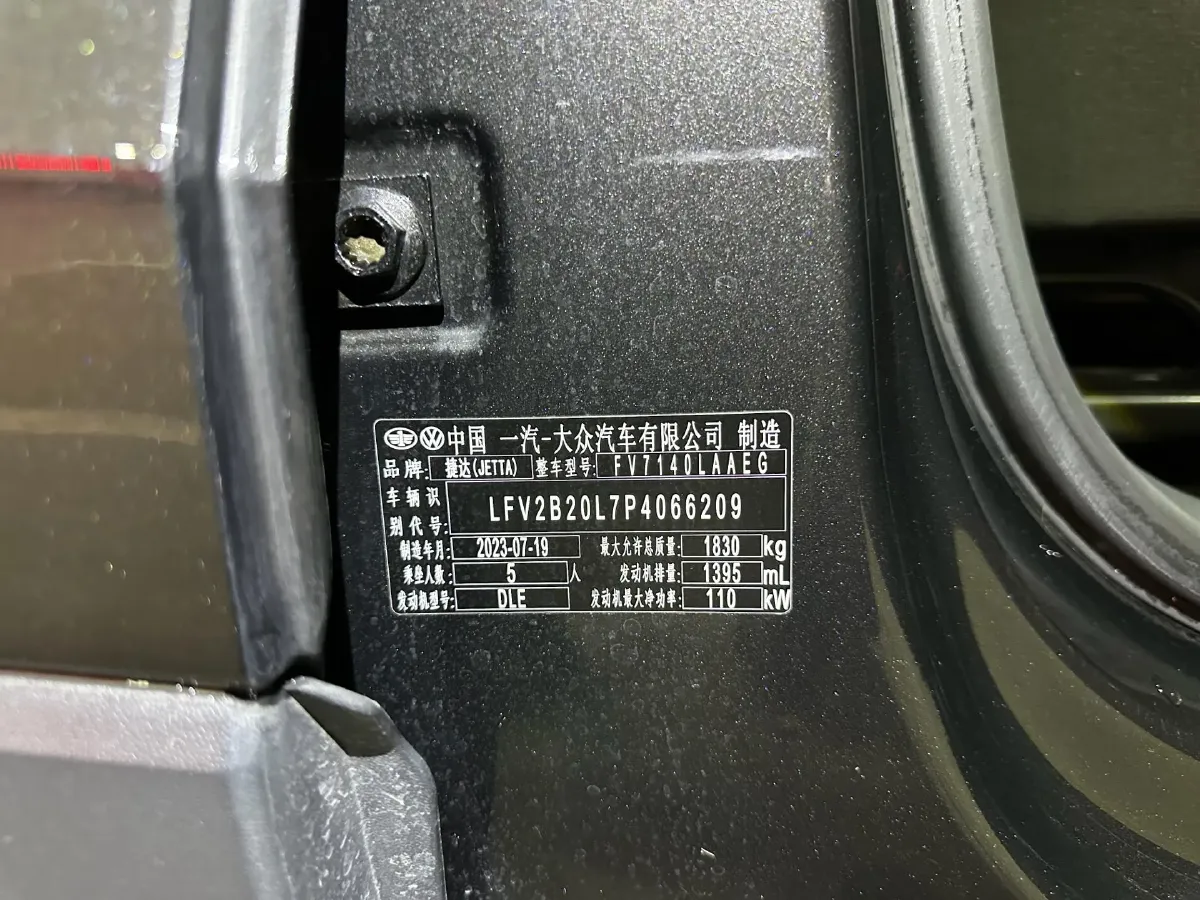 中国 一汽-大众汽车有限公司 制造
品牌: 捷达(JETTA) 整车型号: FV7140LAAEG
车辆识别代号: LFV2B20L7P4066209
制造年月: 2023-07-19 最大允许总质量: 1830 kg
乘坐人数: 5 人 发动机排量: 1395 mL
发动机型号: DLE 发动机最大净功率: 110 kW